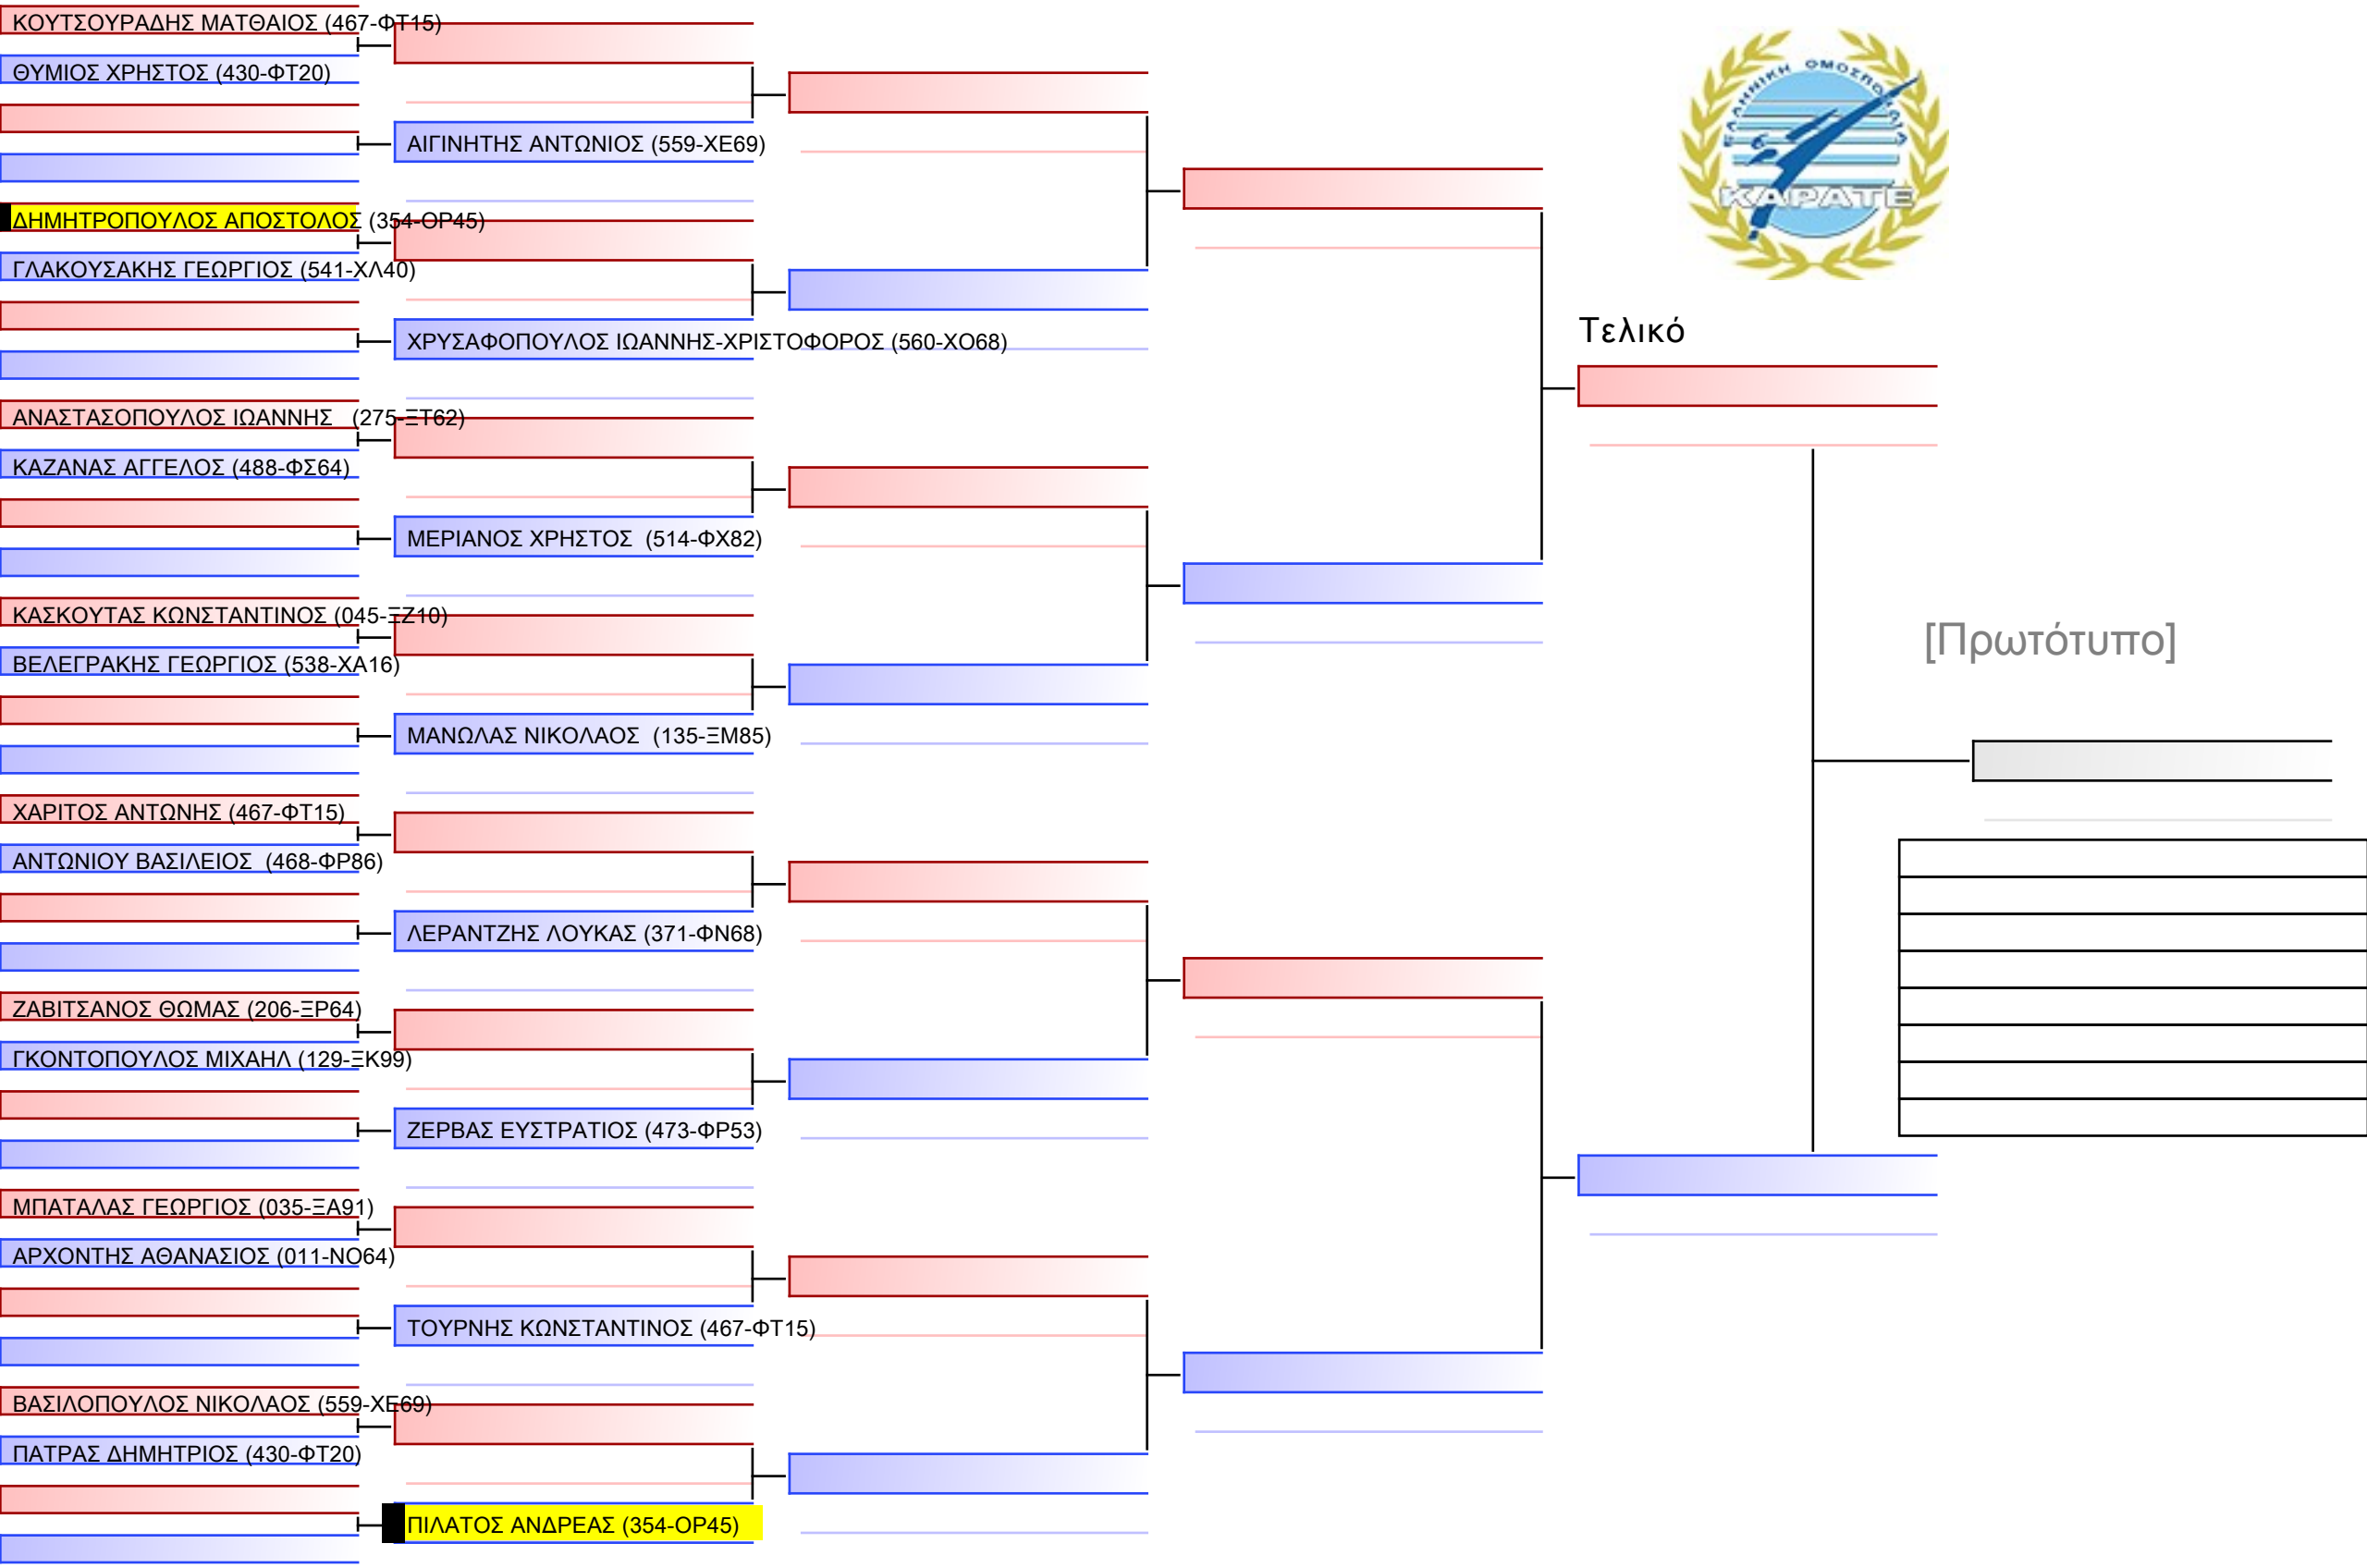 ΚΟΥΤΣΟΥΡΑΔΗΣ ΜΑΤΘΑΙΟΣ (467-ΦΤ15)
ΘΥΜΙΟΣ ΧΡΗΣΤΟΣ (430-ΦΤ20)
ΑΙΓΙΝΗΤΗΣ ΑΝΤΩΝΙΟΣ (559-ΧΕ69)
ΔΗΜΗΤΡΟΠΟΥΛΟΣ ΑΠΟΣΤΟΛΟΣ (354-ΟΡ45)
ΓΛΑΚΟΥΣΑΚΗΣ ΓΕΩΡΓΙΟΣ (541-ΧΛ40)
ΧΡΥΣΑΦΟΠΟΥΛΟΣ ΙΩΑΝΝΗΣ-ΧΡΙΣΤΟΦΟΡΟΣ (560-ΧΟ68)
ΑΝΑΣΤΑΣΟΠΟΥΛΟΣ ΙΩΑΝΝΗΣ (275-ΞΤ62)
ΚΑΖΑΝΑΣ ΑΓΓΕΛΟΣ (488-ΦΣ64)
ΜΕΡΙΑΝΟΣ ΧΡΗΣΤΟΣ (514-ΦΧ82)
ΚΑΣΚΟΥΤΑΣ ΚΩΝΣΤΑΝΤΙΝΟΣ (045-ΞΖ10)
ΒΕΛΕΓΡΑΚΗΣ ΓΕΩΡΓΙΟΣ (538-ΧΑ16)
ΜΑΝΩΛΑΣ ΝΙΚΟΛΑΟΣ (135-ΞΜ85)
ΧΑΡΙΤΟΣ ΑΝΤΩΝΗΣ (467-ΦΤ15)
ΑΝΤΩΝΙΟΥ ΒΑΣΙΛΕΙΟΣ (468-ΦΡ86)
ΛΕΡΑΝΤΖΗΣ ΛΟΥΚΑΣ (371-ΦΝ68)
ΖΑΒΙΤΣΑΝΟΣ ΘΩΜΑΣ (206-ΞΡ64)
ΓΚΟΝΤΟΠΟΥΛΟΣ ΜΙΧΑΗΛ (129-ΞΚ99)
ΖΕΡΒΑΣ ΕΥΣΤΡΑΤΙΟΣ (473-ΦΡ53)
ΜΠΑΤΑΛΑΣ ΓΕΩΡΓΙΟΣ (035-ΞΑ91)
ΑΡΧΟΝΤΗΣ ΑΘΑΝΑΣΙΟΣ (011-ΝΟ64)
ΤΟΥΡΝΗΣ ΚΩΝΣΤΑΝΤΙΝΟΣ (467-ΦΤ15)
ΒΑΣΙΛΟΠΟΥΛΟΣ ΝΙΚΟΛΑΟΣ (559-ΧΕ69)
ΠΑΤΡΑΣ ΔΗΜΗΤΡΙΟΣ (430-ΦΤ20)
ΠΙΛΑΤΟΣ ΑΝΔΡΕΑΣ (354-ΟΡ45)
ΕΛΛΗΝΙΚΗ ΟΜΟΣΠΟΝΔΙΑ
ΚΑΡΑΤΕ
Τελικό
[Πρωτότυπο]